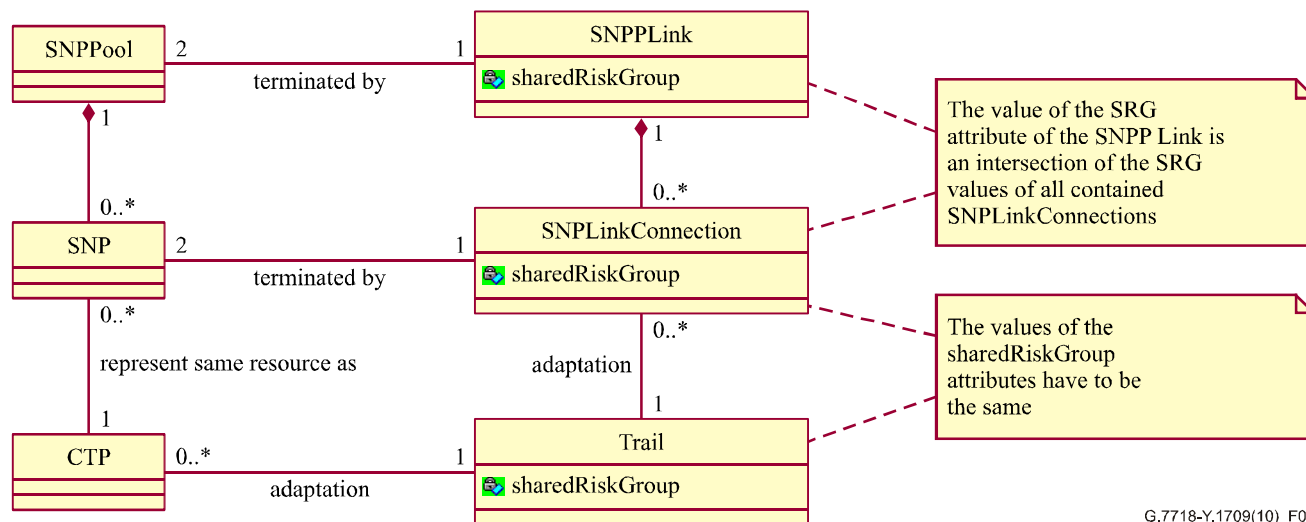 SNPPool
2
1
terminated by
SNPPLink
sharedRiskGroup
The value of the SRG
attribute of the SNPP Link is
an intersection of the SRG
values of all contained
SNPLinkConnections
1
0..*
1
0..*
SNP
2
1
terminated by
SNPLinkConnection
sharedRiskGroup
0..*
represent same resource as
1
0..*
adaptation
1
The values of the
sharedRiskGroup
attributes have to be
the same
CTP
0..*
1
adaptation
Trail
sharedRiskGroup
G.7718-Y.1709(10)_F0